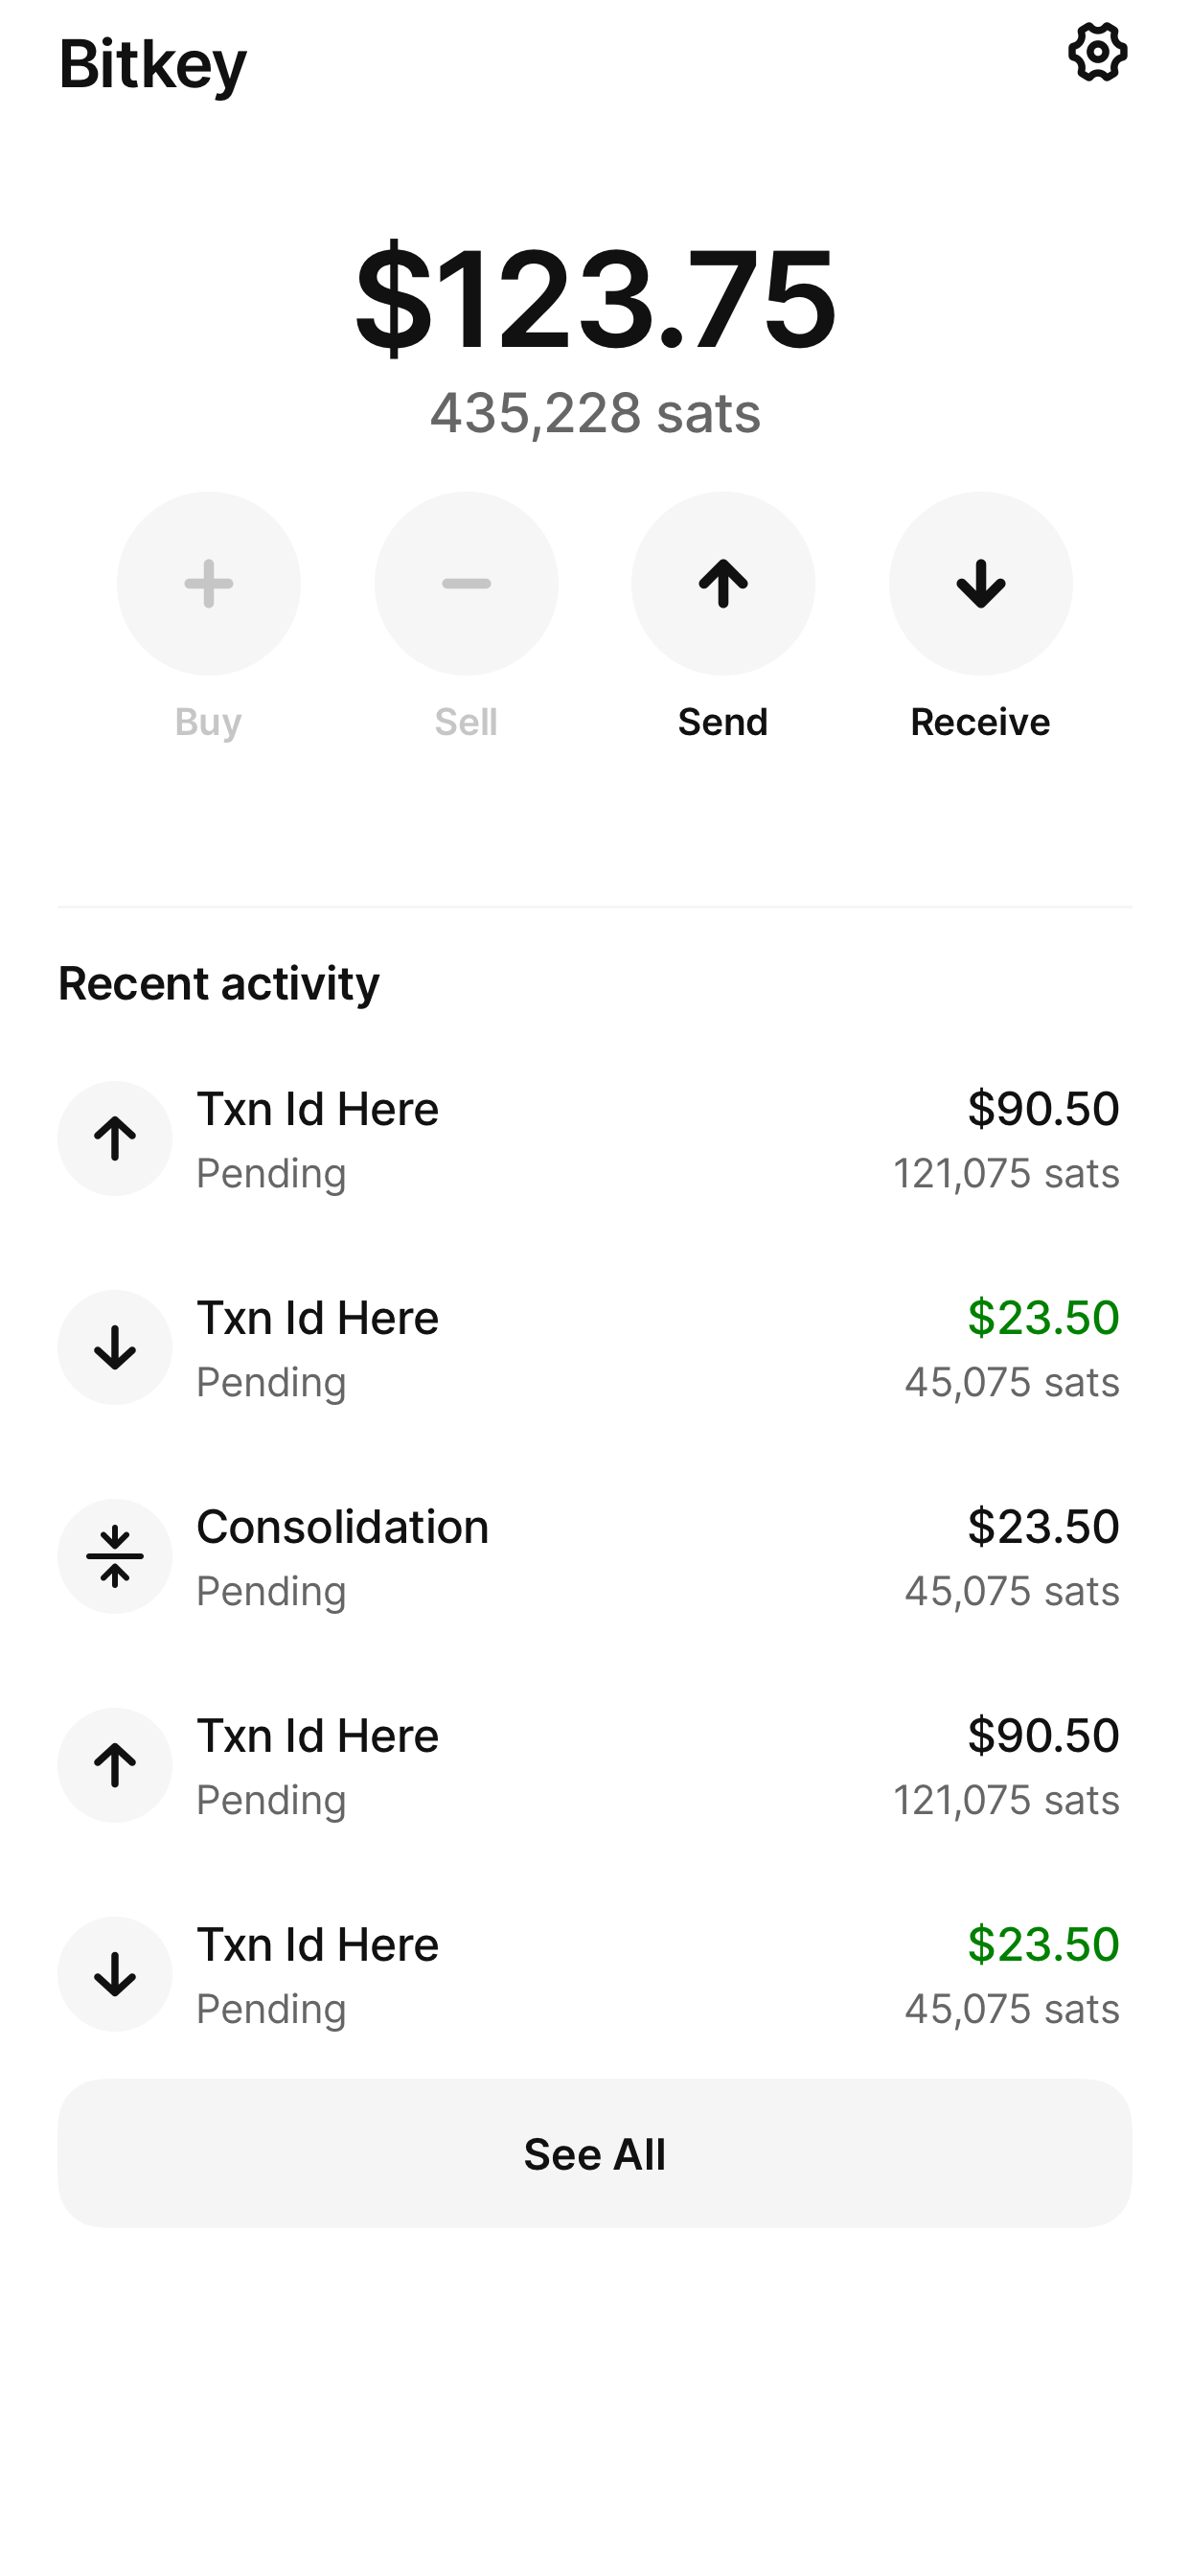 Bitkey
$123.75
435,228 sats
Buy
Sell
Send
Receive
Recent activity
Txn Id Here
$90.50
Pending
121,075 sats
Txn Id Here
$23.50
Pending
45,075 sats
Consolidation
$23.50
Pending
45,075 sats
Txn Id Here
$90.50
Pending
121,075 sats
Txn Id Here
$23.50
Pending
45,075 sats
See All